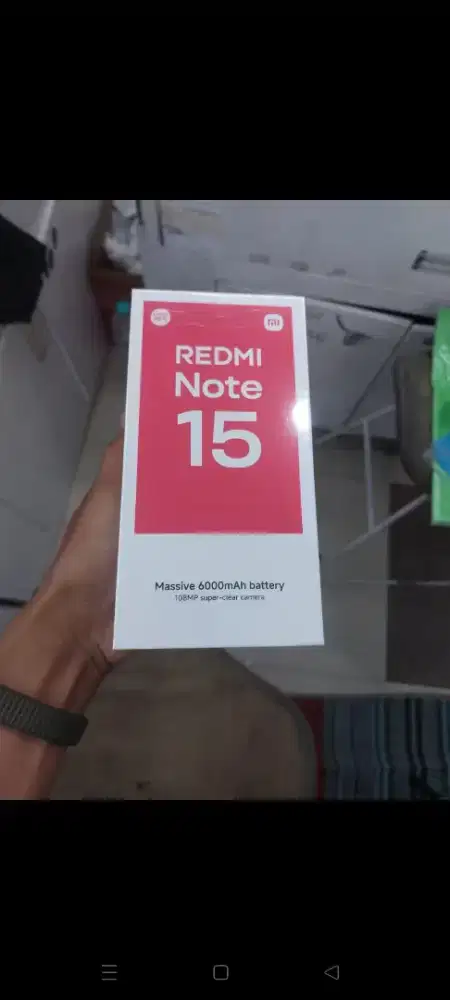 REDMI
Note
15
Massive 6000mAh battery
108MP super-clear camera